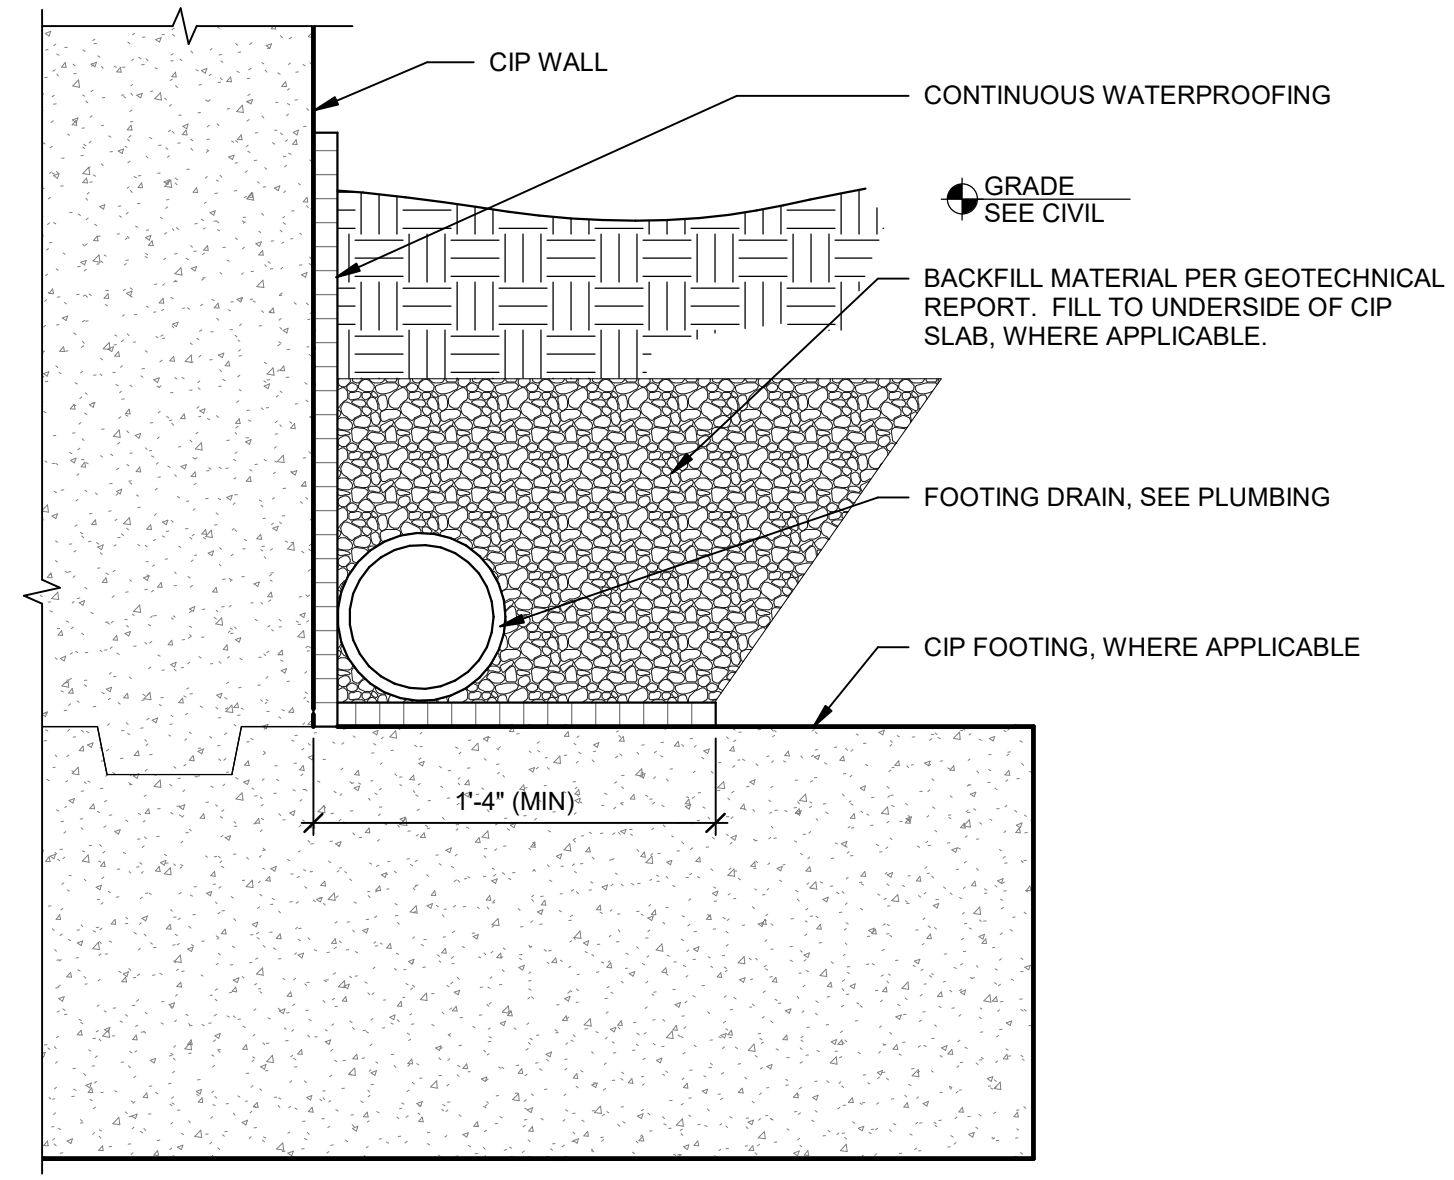 CIP WALL
CONTINUOUS WATERPROOFING
GRADE
SEE CIVIL
BACKFILL MATERIAL PER GEOTECHNICAL
REPORT.  FILL TO UNDERSIDE OF CIP
SLAB, WHERE APPLICABLE.
FOOTING DRAIN, SEE PLUMBING
CIP FOOTING, WHERE APPLICABLE
1'-4" (MIN)